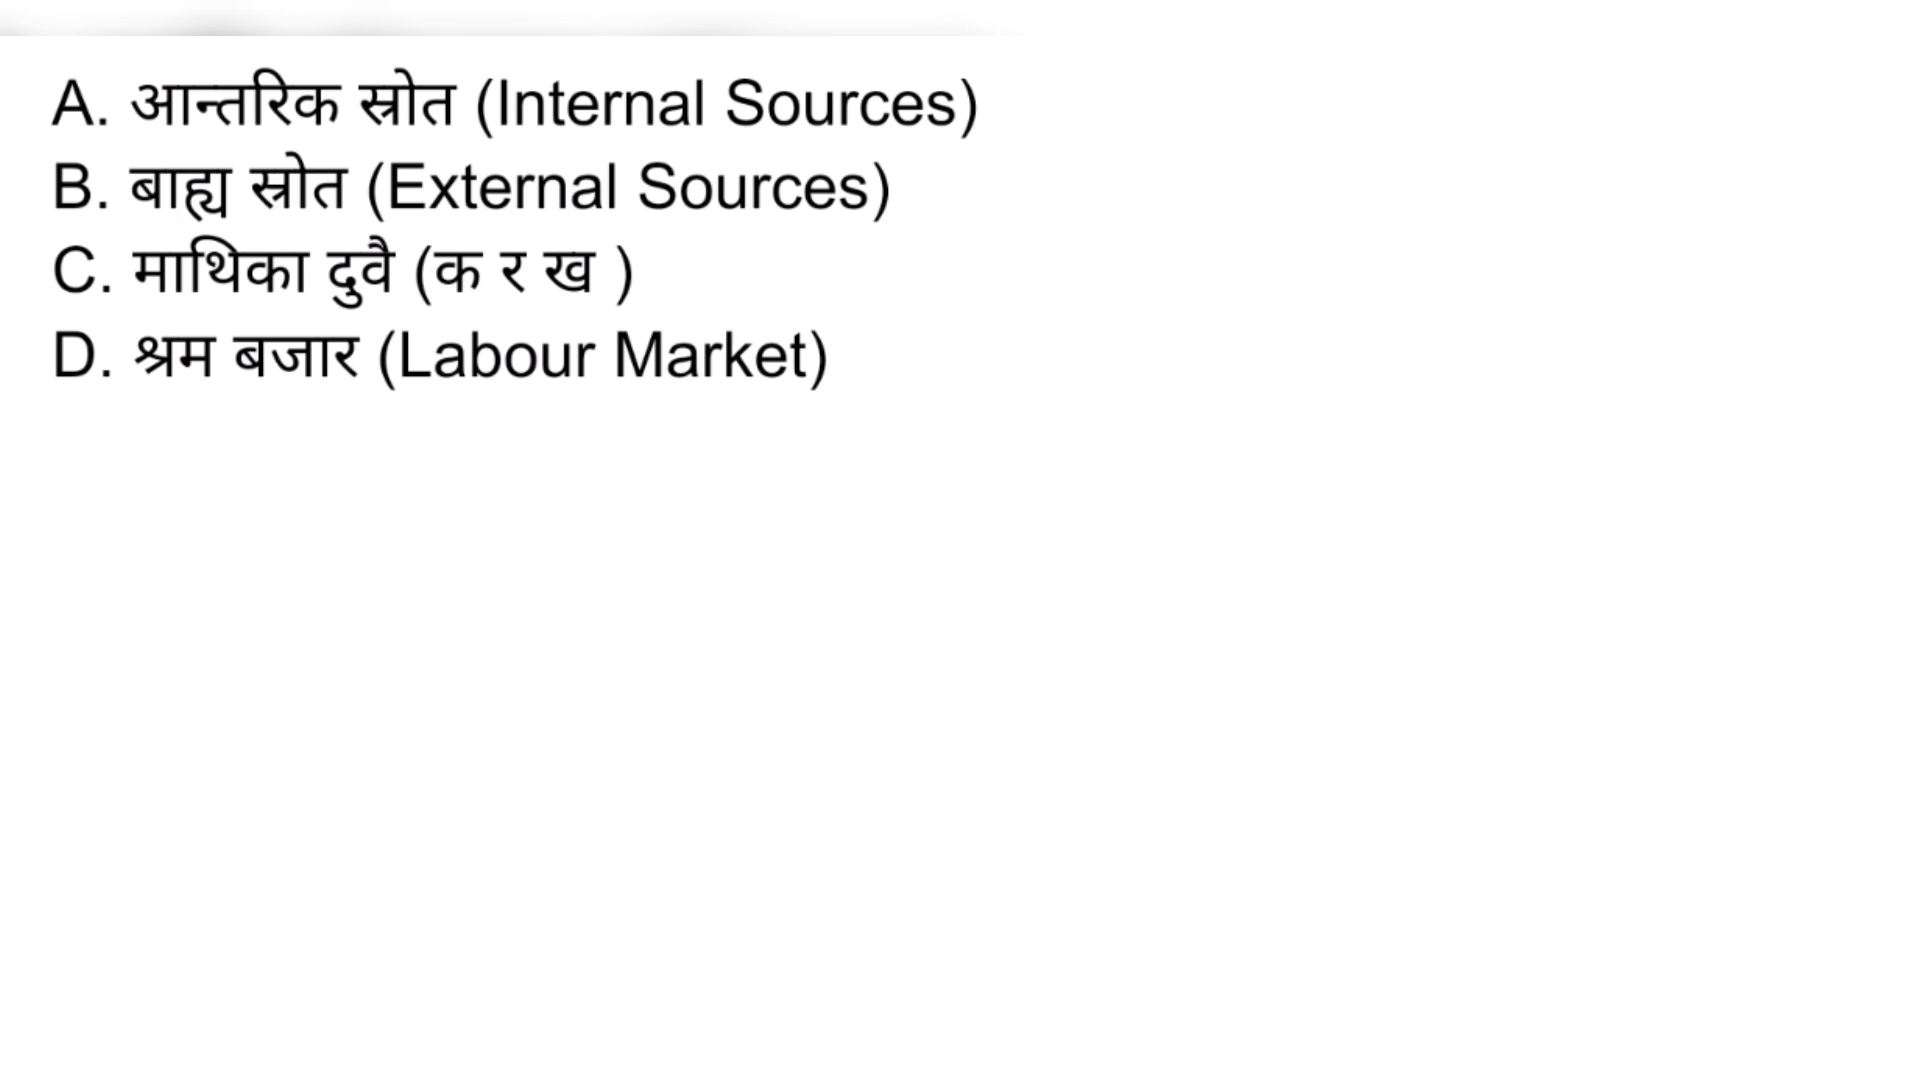 A. आन्तरिक स्रोत (Internal Sources)
B. बाह्य स्रोत (External Sources)
C. माथिका दुवै (क र ख )
D. श्रम बजार (Labour Market)